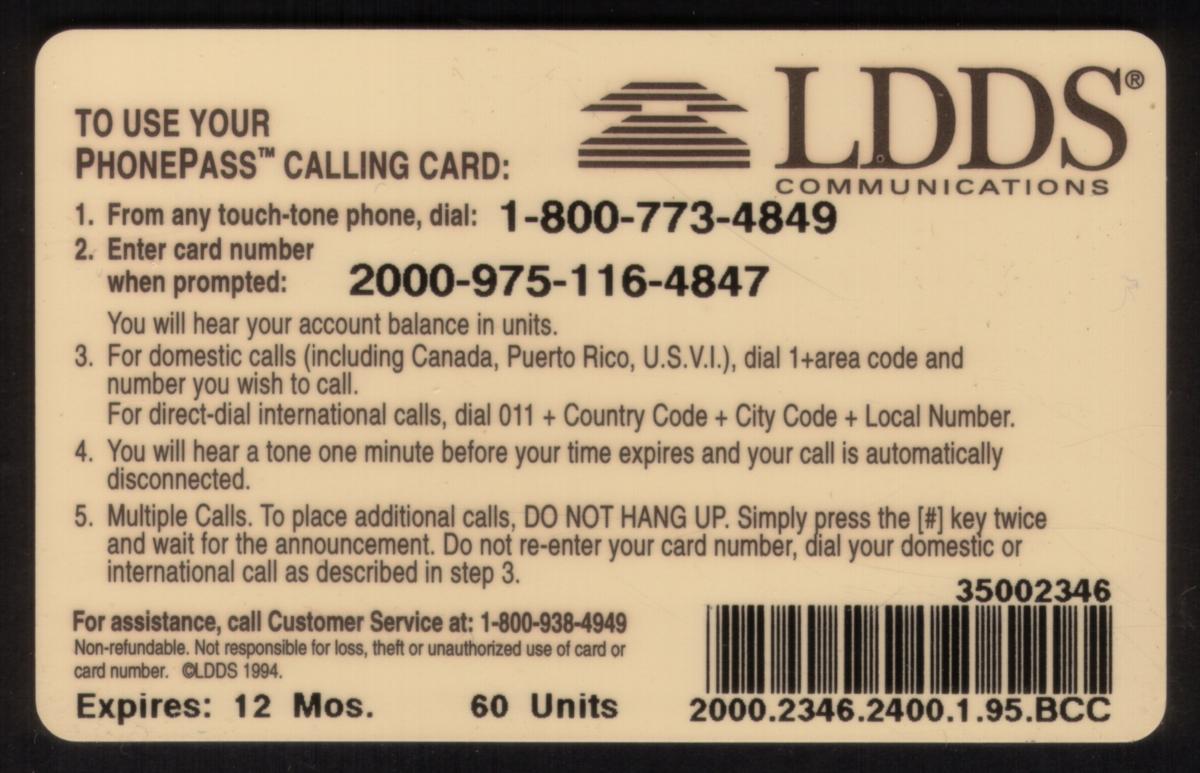 LDDS®
COMMUNICATIONS
TO USE YOUR
PHONEPASS™ CALLING CARD:
1. From any touch-tone phone, dial: 1-800-773-4849
2. Enter card number
when prompted: 2000-975-116-4847
You will hear your account balance in units.
3. For domestic calls (including Canada, Puerto Rico, U.S.V.I.), dial 1+area code and
number you wish to call.
For direct-dial international calls, dial 011 + Country Code + City Code + Local Number.
4. You will hear a tone one minute before your time expires and your call is automatically
disconnected.
5. Multiple Calls. To place additional calls, DO NOT HANG UP. Simply press the [#] key twice
and wait for the announcement. Do not re-enter your card number, dial your domestic or
international call as described in step 3.
35002346
For assistance, call Customer Service at: 1-800-938-4949
Non-refundable. Not responsible for loss, theft or unauthorized use of card or
card number. ©LDDS 1994.
Expires: 12 Mos. 60 Units
2000.2346.2400.1.95.BCC